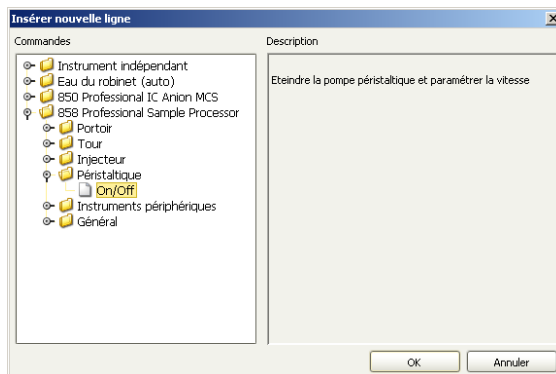 Insérer nouvelle ligne
Commandes
Description
Instrument indépendant
Eau du robinet (auto)
850 Professional IC Anion MCS
858 Professional Sample Processor
Portoir
Tour
Injecteur
Péristaltique
On/Off
Instruments périphériques
Général
Eteindre la pompe péristaltique et paramétrer la vitesse
OK
Annuler